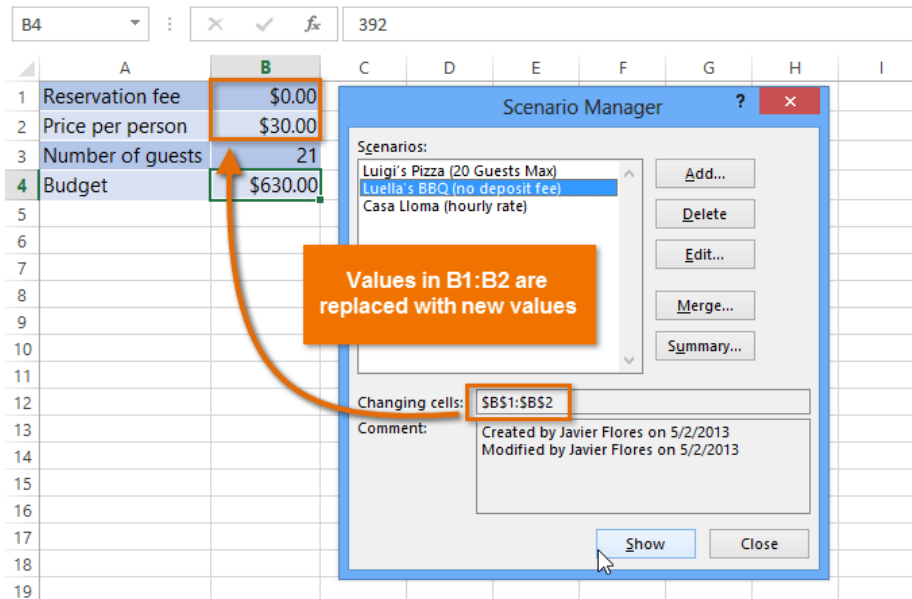 B4
fx
392
A B C D E F G H I
1 Reservation fee $0.00
2 Price per person $30.00
3 Number of guests 21
4 Budget $630.00
5
6
7
8
9
10
11
12
13
14
15
16
17
18
19
Scenario Manager ? ×
Scenarios:
Luigi's Pizza (20 Guests Max)
Luella's BBQ (no deposit fee)
Casa Lloma (hourly rate)
Add...
Delete
Edit...
Merge...
Summary...
Values in B1:B2 are
replaced with new values
Changing cells: $B$1:$B$2
Comment:
Created by Javier Flores on 5/2/2013
Modified by Javier Flores on 5/2/2013
Show Close